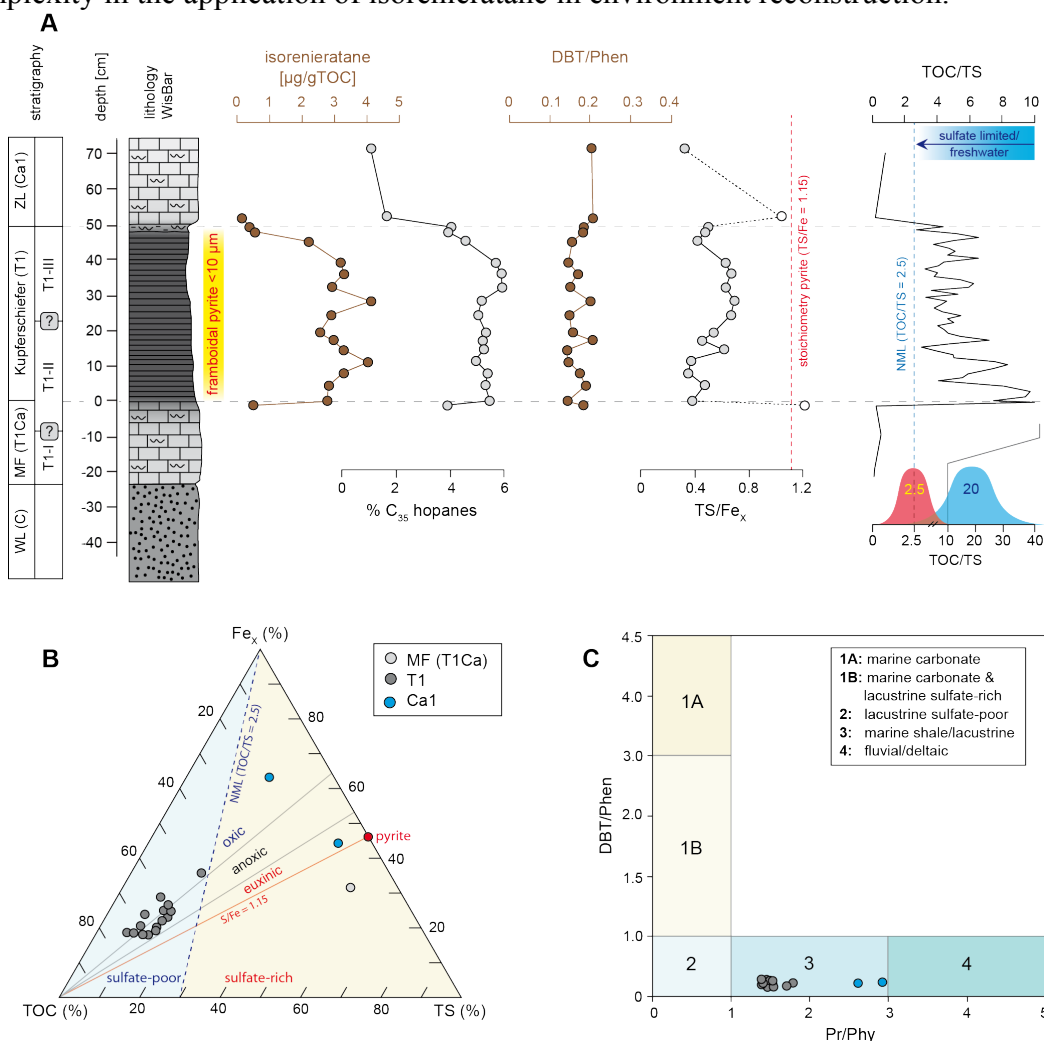 plexity in the application of isorenieratane in environment reconstruction.
A
stratigraphy
depth [cm]
lithology
WisBar
isorenieratane
[µg/gTOC]
0 1 2 3 4 5
DBT/Phen
0 0.1 0.2 0.3 0.4
TOC/TS
0 2 4 6 8 10
sulfate limited/
freshwater
ZL (Ca1)
Kupferschiefer (T1)
MF (T1Ca)
WL (C)
T1-III
?
T1-II
?
T1-I
70
60
50
40
30
20
10
0
-10
-20
-30
-40
framboidal pyrite <10 µm
stoichiometry pyrite (TS/Fe = 1.15)
NML (TOC/TS = 2.5)
0 2 4 6
% C35 hopanes
0 0.4 0.8 1.2
TS/FeX
2.5
20
0 2.5 10 20 30 40
TOC/TS
B
FeX (%)
MF (T1Ca)
T1
Ca1
20
40
60
80
80
60
40
20
NML (TOC/TS = 2.5)
oxic
anoxic
euxinic
S/Fe = 1.15
pyrite
sulfate-poor
sulfate-rich
TOC (%)
20 40 60 80
TS (%)
C
4.5
4.0
3.0
2.0
1.5
1.0
0
DBT/Phen
1A
1B
2
3
4
1A: marine carbonate
1B: marine carbonate &
lacustrine sulfate-rich
2: lacustrine sulfate-poor
3: marine shale/lacustrine
4: fluvial/deltaic
0 1 2 3 4 5
Pr/Phy